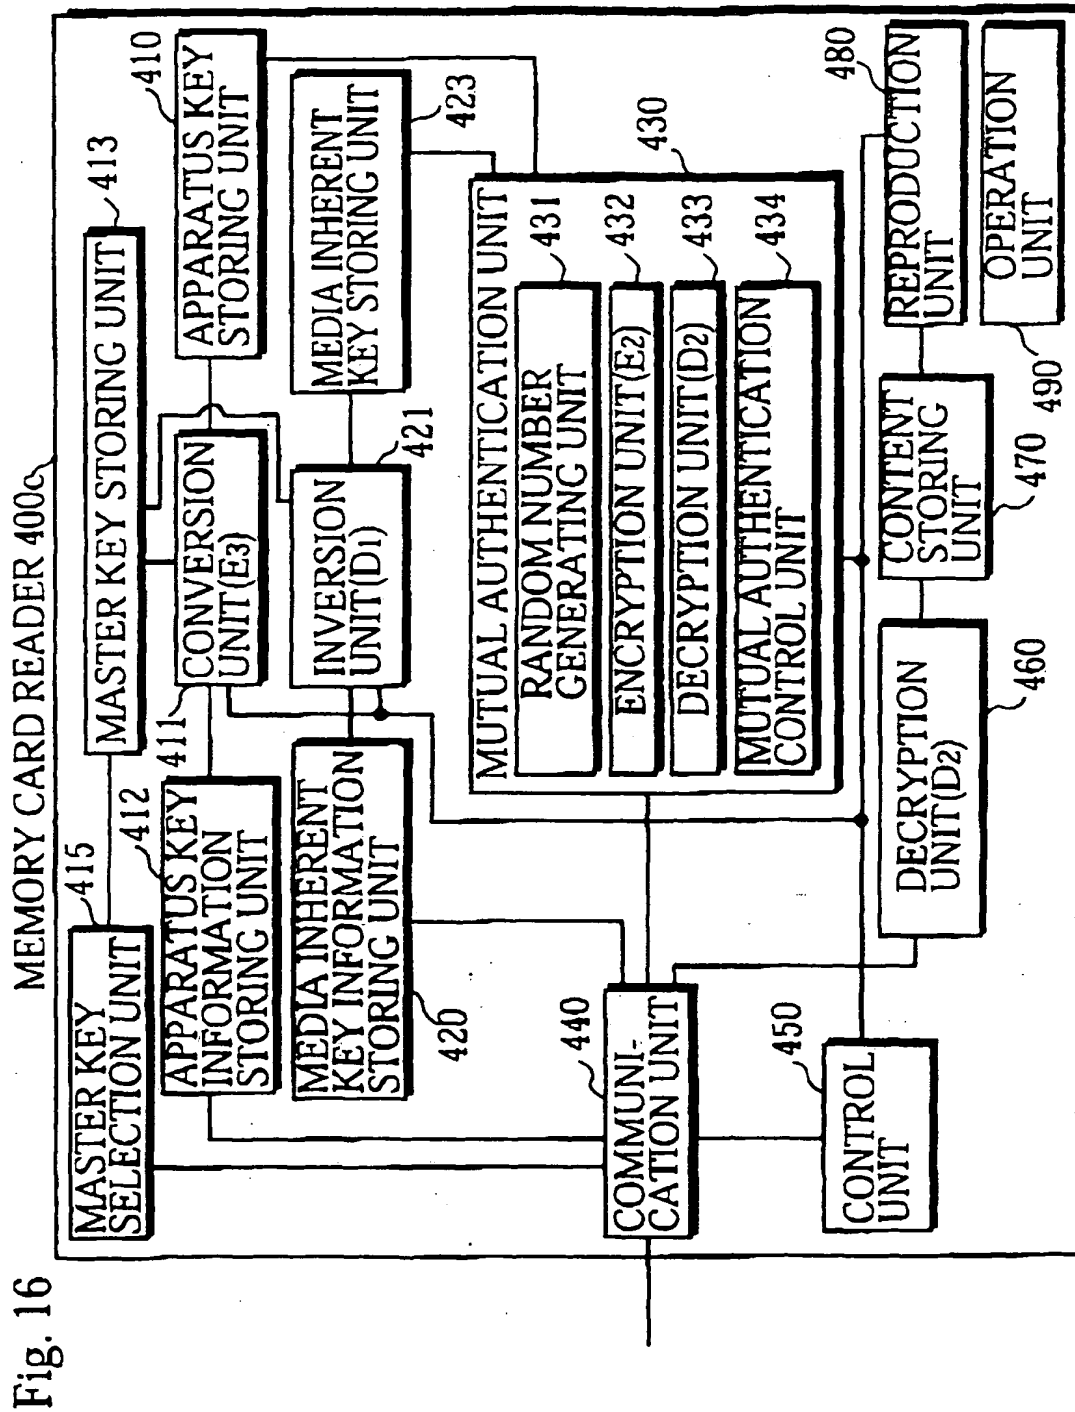 Fig. 16
MEMORY CARD READER 400c
MASTER KEY
SELECTION UNIT
415
MASTER KEY STORING UNIT
413
APPARATUS KEY
INFORMATION
STORING UNIT
412
411
CONVERSION
UNIT(E3)
APPARATUS KEY
STORING UNIT
410
MEDIA INHERENT
KEY INFORMATION
STORING UNIT
420
INVERSION
UNIT(D1)
421
MEDIA INHERENT
KEY STORING UNIT
423
440
COMMUNI-
CATION UNIT
MUTUAL AUTHENTICATION UNIT
430
RANDOM NUMBER
GENERATING UNIT
431
ENCRYPTION UNIT(E2)
432
DECRYPTION UNIT(D2)
433
MUTUAL AUTHENTICATION
CONTROL UNIT
434
450
CONTROL
UNIT
DECRYPTION
UNIT(D2)
460
CONTENT
STORING
UNIT
470
REPRODUCTION
UNIT
480
OPERATION
UNIT
490